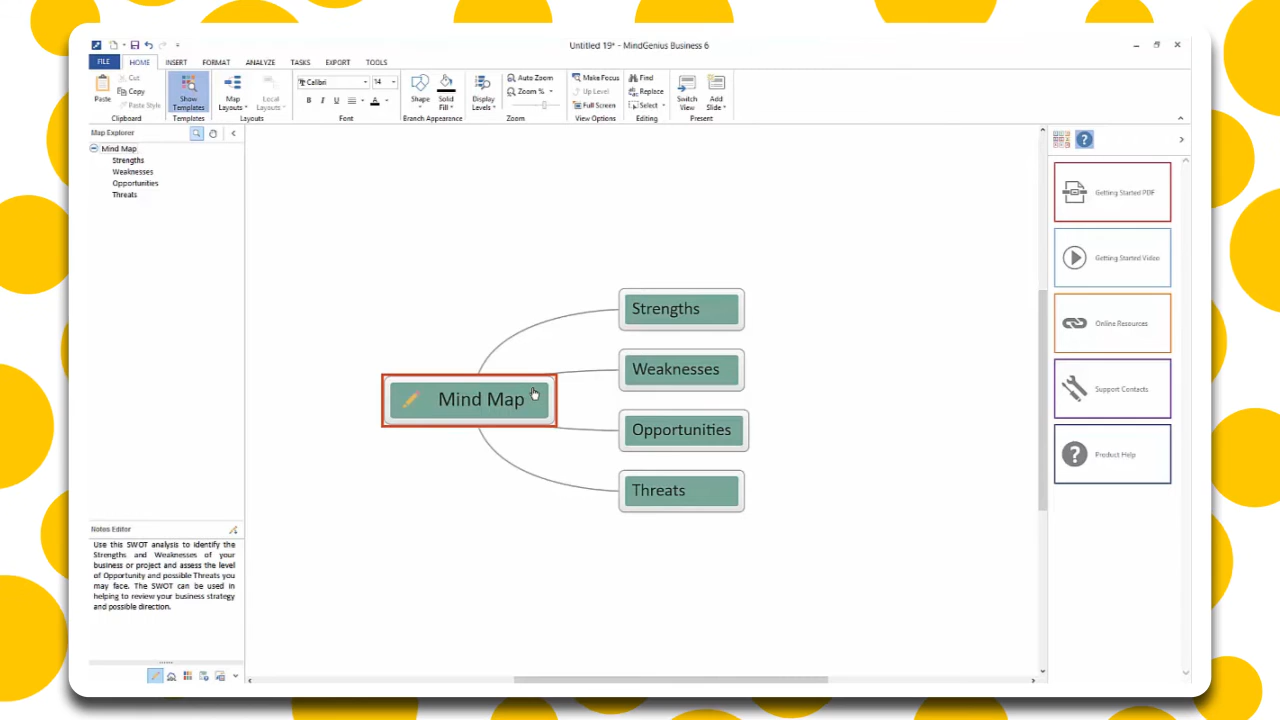 Untitled 19* - MindGenius Business 6
FILE HOME INSERT FORMAT ANALYZE TASKS EXPORT TOOLS
Paste
Cut
Copy
Paste Style
Clipboard
Show Templates
Templates
Map Layouts
Local Layouts
Layouts
Calibri 14
B I U A
Font
Shape
Solid Fill
Branch Appearance
Display Levels
Auto Zoom
Zoom %
Zoom
Make Focus
Up Level
Full Screen
View Options
Find
Replace
Select
Editing
Switch View
Add Slide
Present
Map Explorer
Mind Map
Strengths
Weaknesses
Opportunities
Threats
Mind Map
Strengths
Weaknesses
Opportunities
Threats
Getting Started PDF
Getting Started Video
Online Resources
Support Contacts
Product Help
Notes Editor
Use this SWOT analysis to identify the
Strengths and Weaknesses of your
business or project and assess the level
of Opportunity and possible Threats you
may face. The SWOT can be used in
helping to review your business strategy
and possible direction.